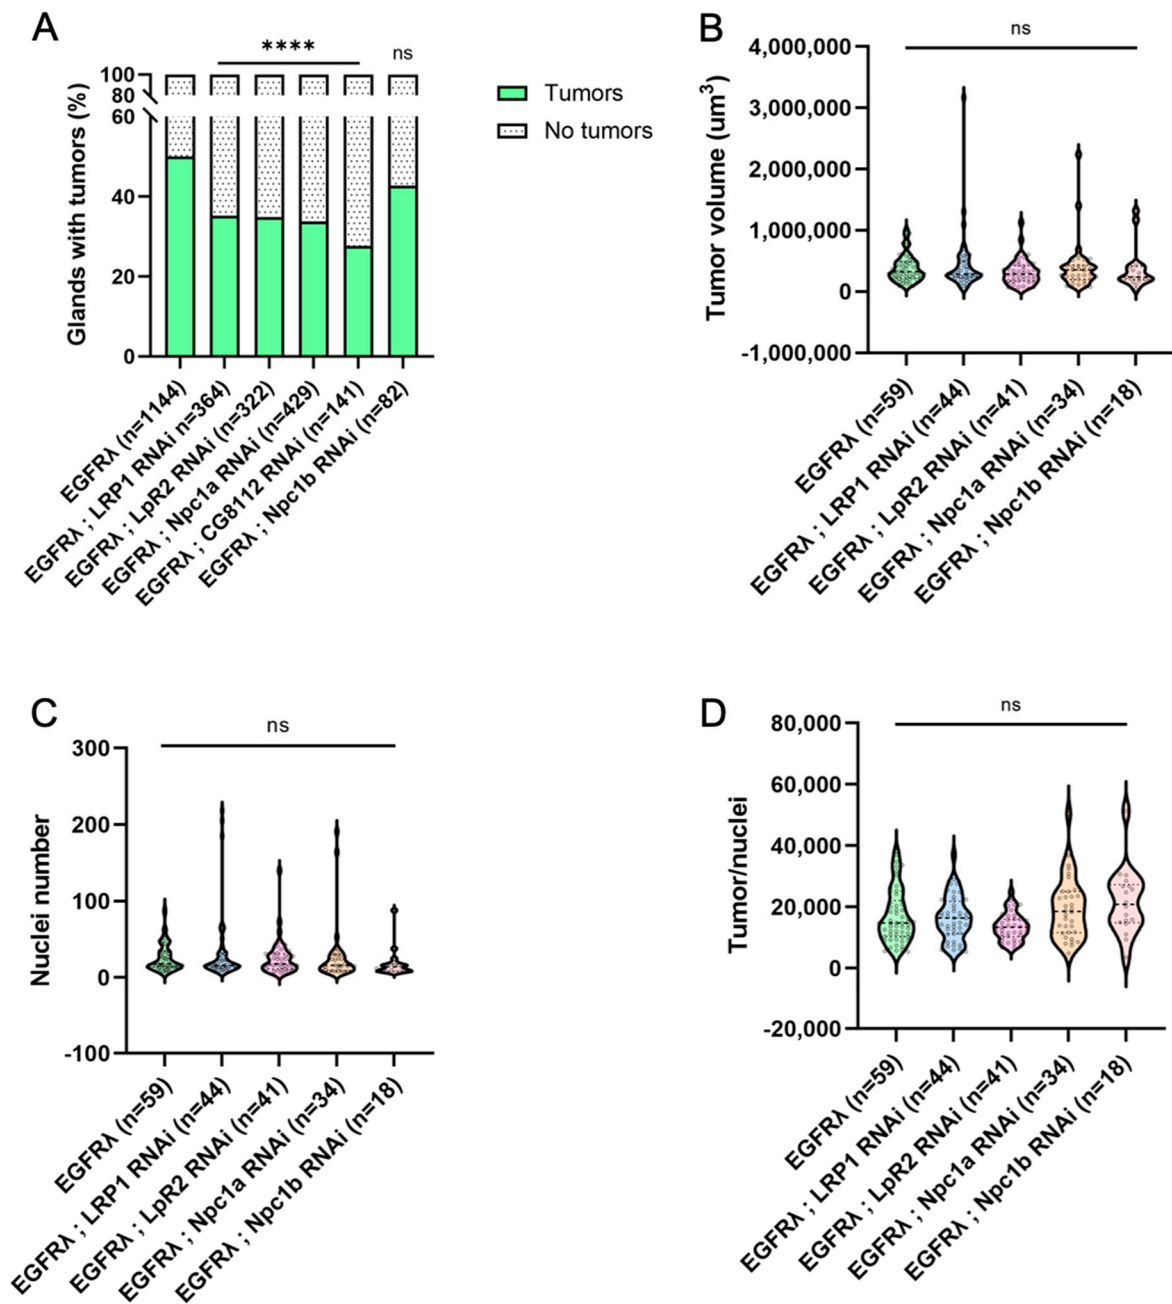 A
Glands with tumors (%)
100
80
60
40
20
0
****
ns
Tumors
No tumors
EGFRλ (n=1144)
EGFRλ ; LRP1 RNAi n=364)
EGFRλ ; LpR2 RNAi (n=322)
EGFRλ ; Npc1a RNAi (n=429)
EGFRλ ; CG8112 RNAi (n=141)
EGFRλ ; Npc1b RNAi (n=82)
B
Tumor volume (um³)
4,000,000
3,000,000
2,000,000
1,000,000
0
-1,000,000
ns
EGFRλ (n=59)
EGFRλ ; LRP1 RNAi (n=44)
EGFRλ ; LpR2 RNAi (n=41)
EGFRλ ; Npc1a RNAi (n=34)
EGFRλ ; Npc1b RNAi (n=18)
C
Nuclei number
300
200
100
0
-100
ns
EGFRλ (n=59)
EGFRλ ; LRP1 RNAi (n=44)
EGFRλ ; LpR2 RNAi (n=41)
EGFRλ ; Npc1a RNAi (n=34)
EGFRλ ; Npc1b RNAi (n=18)
D
Tumor/nuclei
80,000
60,000
40,000
20,000
0
-20,000
ns
EGFRλ (n=59)
EGFRλ ; LRP1 RNAi (n=44)
EGFRλ ; LpR2 RNAi (n=41)
EGFRλ ; Npc1a RNAi (n=34)
EGFRλ ; Npc1b RNAi (n=18)